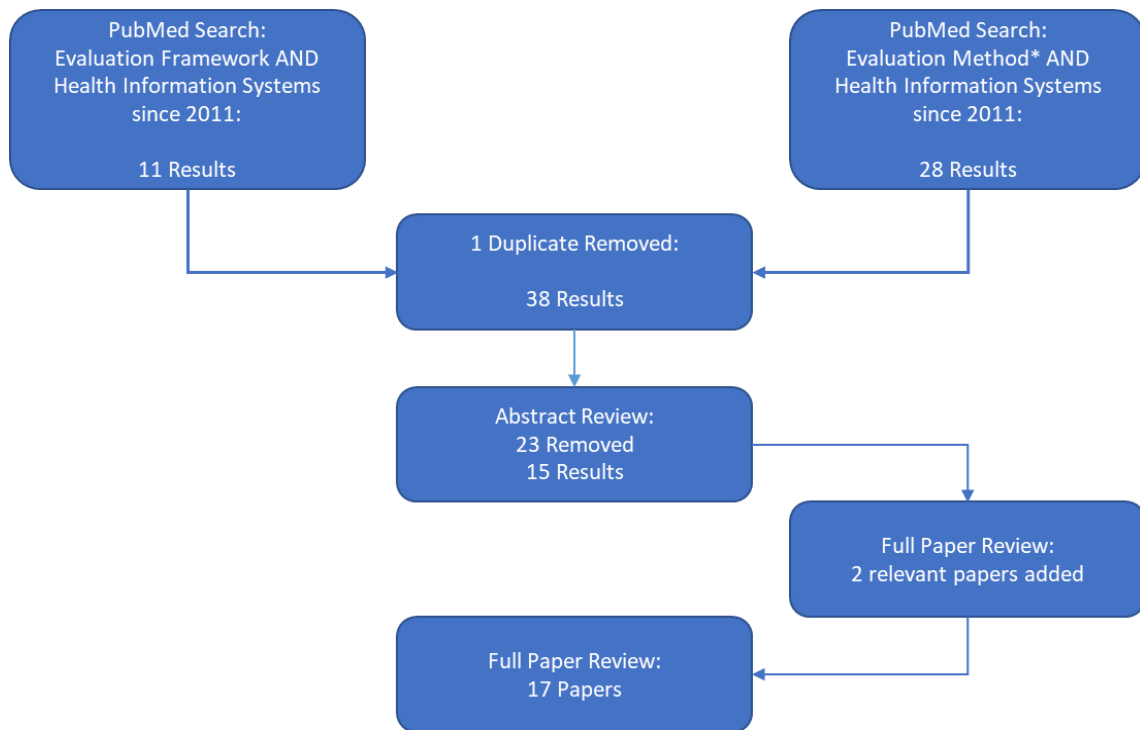 PubMed Search:
Evaluation Framework AND
Health Information Systems
since 2011:
11 Results
PubMed Search:
Evaluation Method* AND
Health Information Systems
since 2011:
28 Results
1 Duplicate Removed:
38 Results
Abstract Review:
23 Removed
15 Results
Full Paper Review:
2 relevant papers added
Full Paper Review:
17 Papers